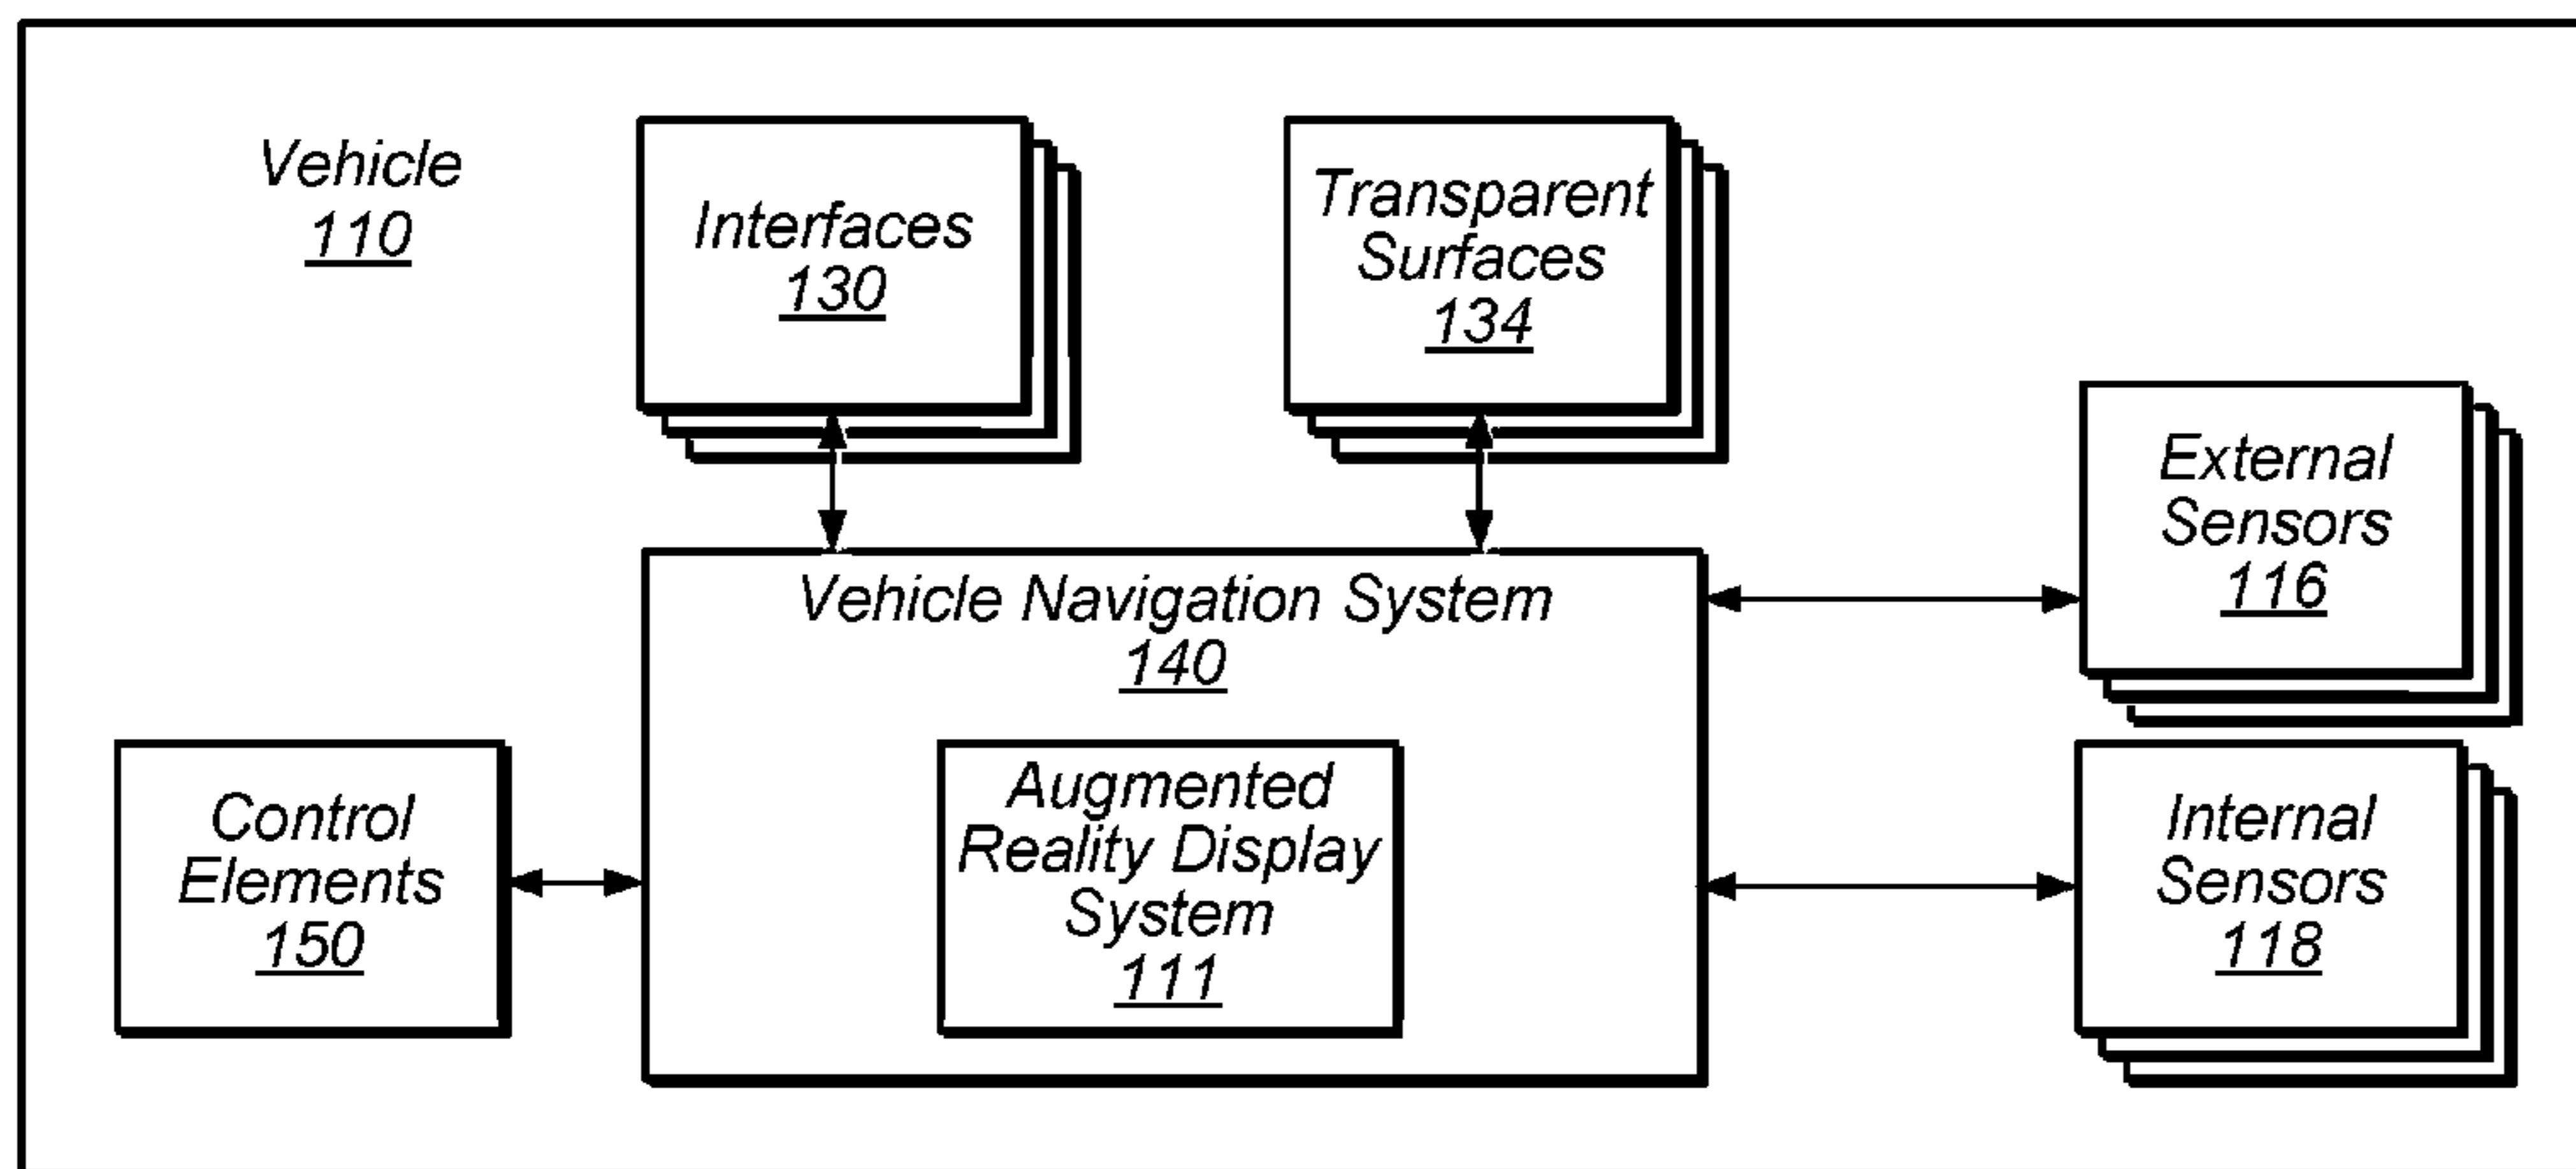 Vehicle
110
Interfaces
130
Transparent
Surfaces
134
External
Sensors
116
Vehicle Navigation System
140
Control
Elements
150
Augmented
Reality Display
System
111
Internal
Sensors
118